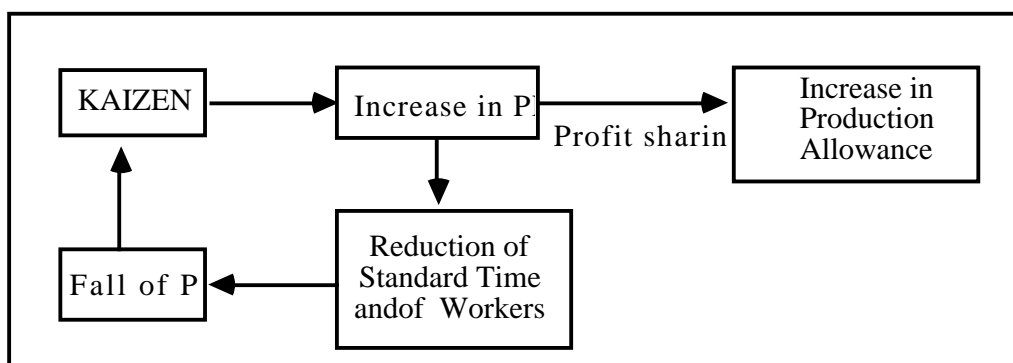 KAIZEN
Increase in P
Profit sharin
Increase in
Production
Allowance
Reduction of
Standard Time
andof Workers
Fall of P